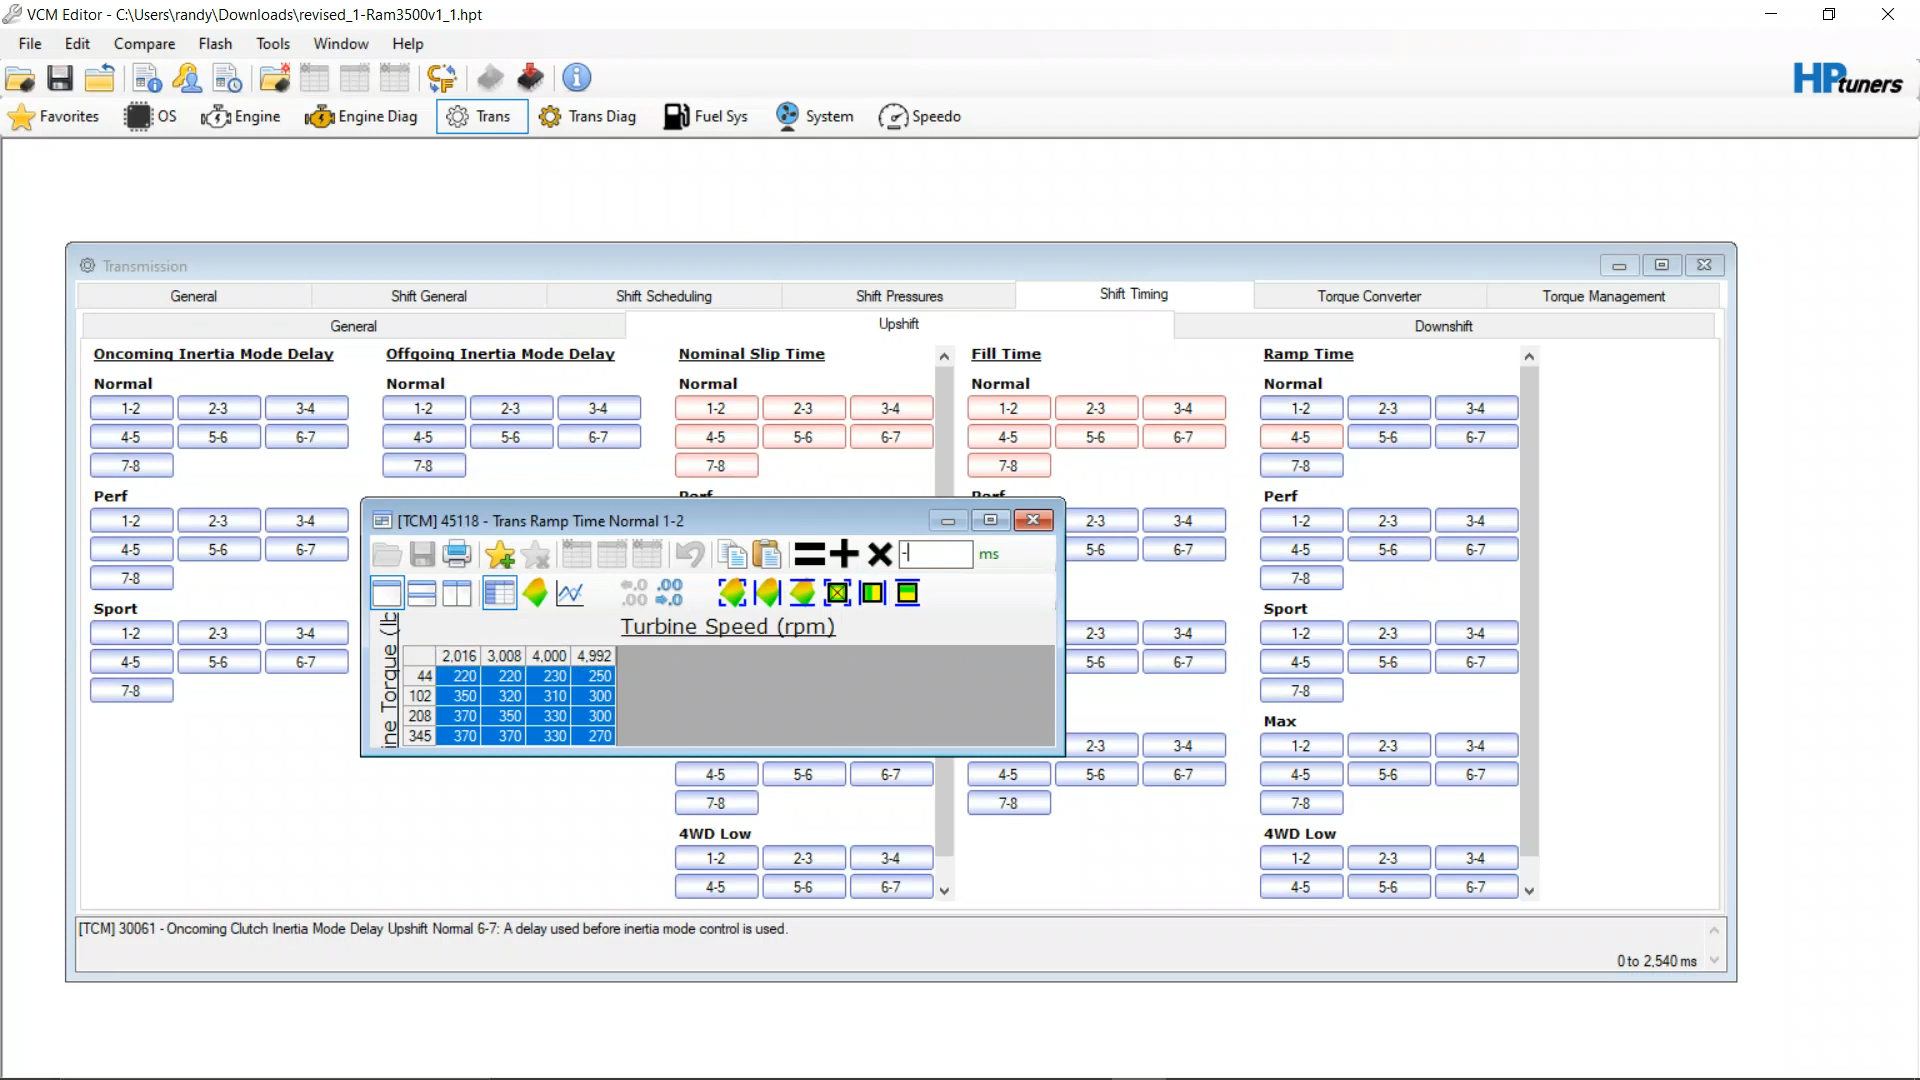 VCM Editor - C:\Users\randy\Downloads\revised_1-Ram3500v1_1.hpt
File Edit Compare Flash Tools Window Help
HPtuners
Favorites OS Engine Engine Diag Trans Trans Diag Fuel Sys System Speedo
Transmission
General Shift General Shift Scheduling Shift Pressures Shift Timing Torque Converter Torque Management
General Upshift Downshift
Oncoming Inertia Mode Delay
Normal
1-2 2-3 3-4
4-5 5-6 6-7
7-8
Perf
1-2 2-3 3-4
4-5 5-6 6-7
7-8
Sport
1-2 2-3 3-4
4-5 5-6 6-7
7-8
Offgoing Inertia Mode Delay
Normal
1-2 2-3 3-4
4-5 5-6 6-7
7-8
Nominal Slip Time
Normal
1-2 2-3 3-4
4-5 5-6 6-7
7-8
Perf
4-5 5-6 6-7
7-8
4WD Low
1-2 2-3 3-4
4-5 5-6 6-7
Fill Time
Normal
1-2 2-3 3-4
4-5 5-6 6-7
7-8
Perf
2-3 3-4
5-6 6-7
2-3 3-4
5-6 6-7
2-3 3-4
4-5 5-6 6-7
7-8
Ramp Time
Normal
1-2 2-3 3-4
4-5 5-6 6-7
7-8
Perf
1-2 2-3 3-4
4-5 5-6 6-7
7-8
Sport
1-2 2-3 3-4
4-5 5-6 6-7
7-8
Max
1-2 2-3 3-4
4-5 5-6 6-7
7-8
4WD Low
1-2 2-3 3-4
4-5 5-6 6-7
[TCM] 45118 - Trans Ramp Time Normal 1-2
- ms
←.0 .00
.00 →.0
Turbine Speed (rpm)
ine Torque (lb
2,016 3,008 4,000 4,992
44 220 220 230 250
102 350 320 310 300
208 370 350 330 300
345 370 370 330 270
[TCM] 30061 - Oncoming Clutch Inertia Mode Delay Upshift Normal 6-7: A delay used before inertia mode control is used.
0 to 2,540 ms